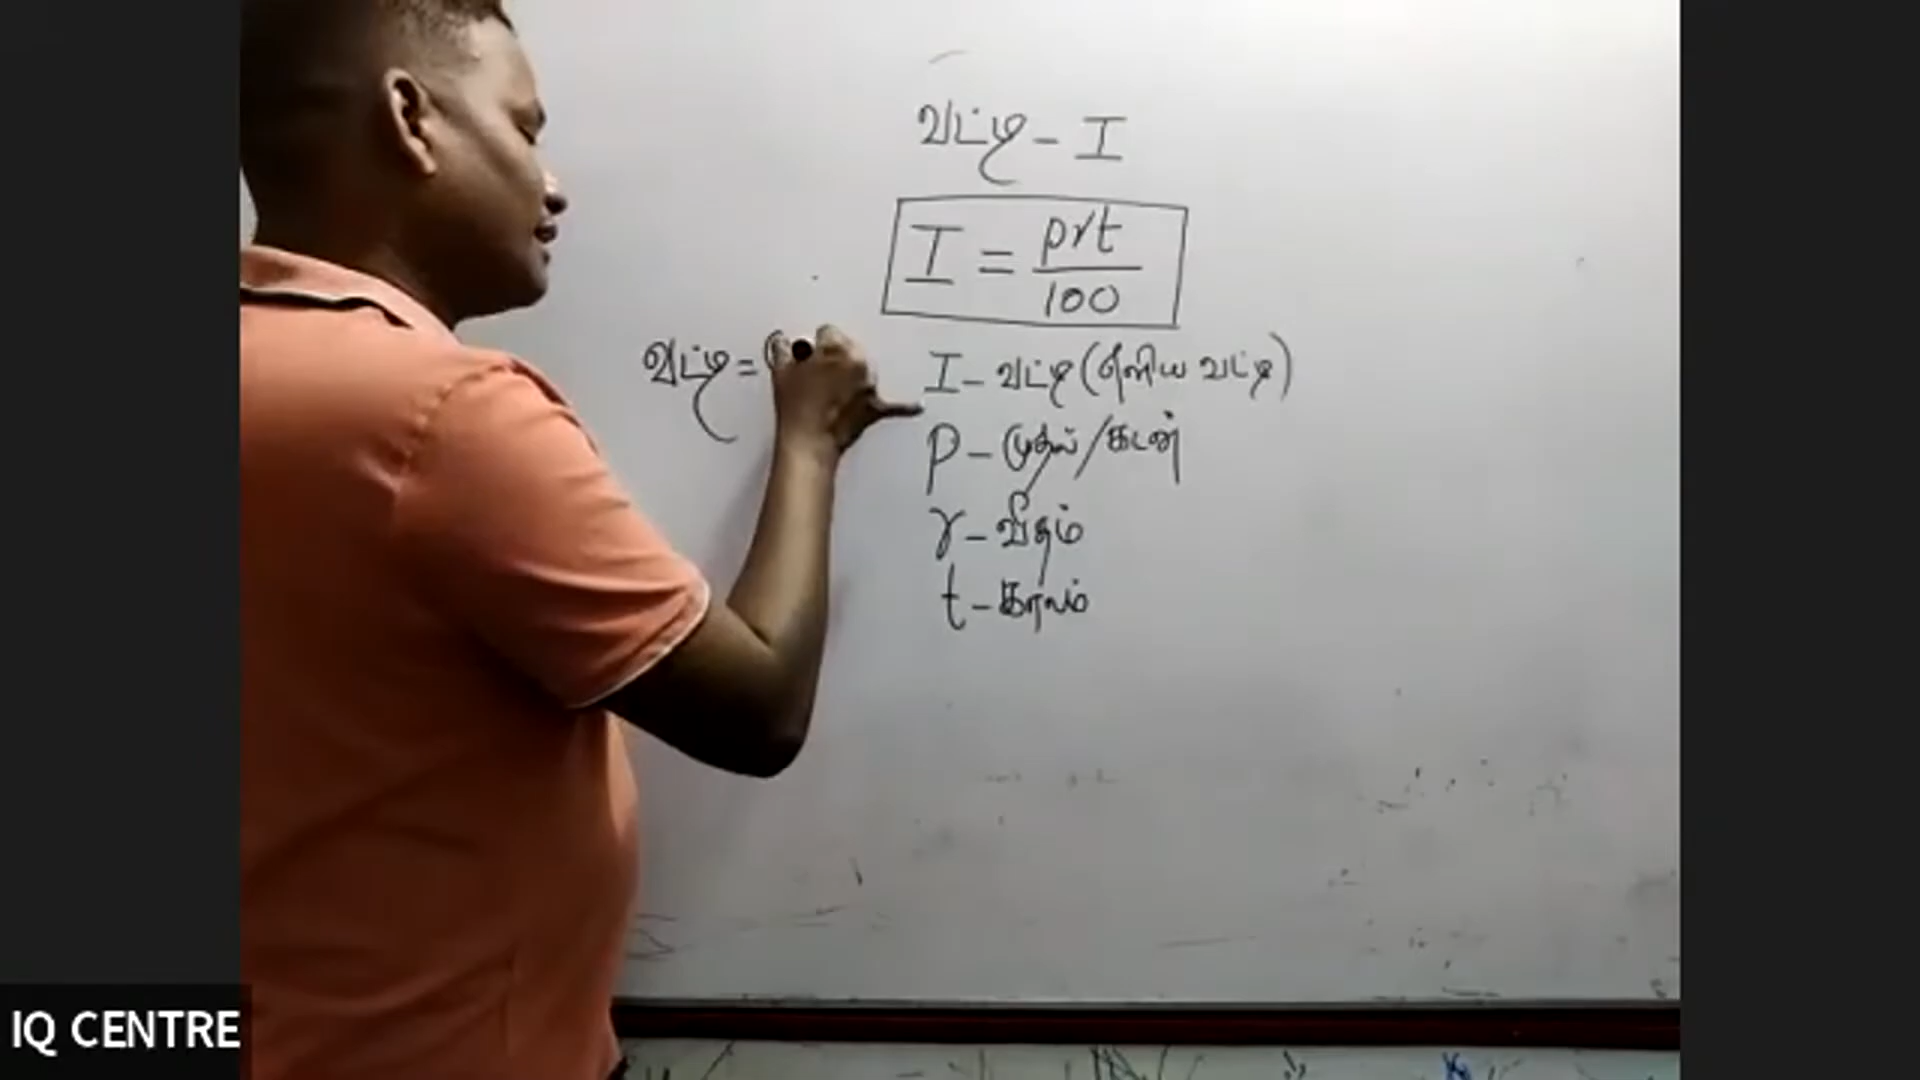 வட்டி - I
I = prt / 100
வட்டி =
I - வட்டி (எளிய வட்டி)
p - முதல் / கடன்
r - வீதம்
t - காலம்
IQ CENTRE